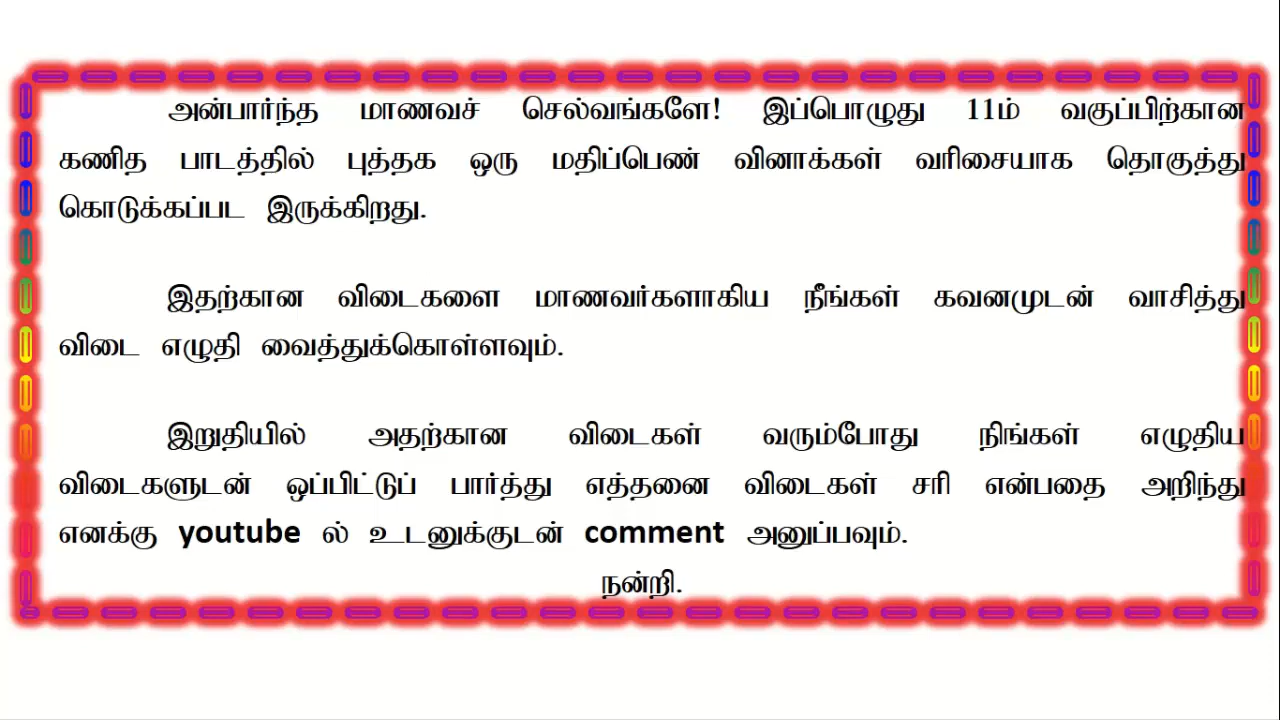 அன்பார்ந்த மாணவச் செல்வங்களே! இப்பொழுது 11ம் வகுப்பிற்கான
கணித பாடத்தில் புத்தக ஒரு மதிப்பெண் வினாக்கள் வரிசையாக தொகுத்து
கொடுக்கப்பட இருக்கிறது.
இதற்கான விடைகளை மாணவர்களாகிய நீங்கள் கவனமுடன் வாசித்து
விடை எழுதி வைத்துக்கொள்ளவும்.
இறுதியில் அதற்கான விடைகள் வரும்போது நிங்கள் எழுதிய
விடைகளுடன் ஒப்பிட்டுப் பார்த்து எத்தனை விடைகள் சரி என்பதை அறிந்து
எனக்கு youtube ல் உடனுக்குடன் comment அனுப்பவும்.
நன்றி.